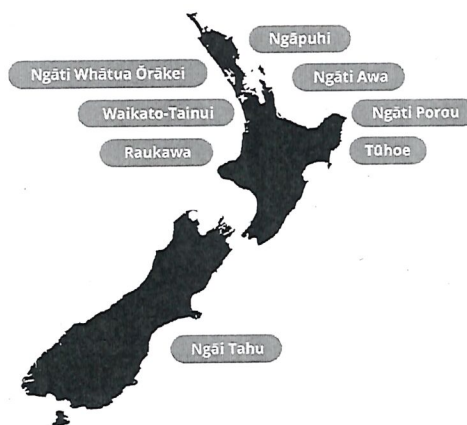 Ngāpuhi
Ngāti Whātua Ōrākei
Ngāti Awa
Waikato-Tainui
Ngāti Porou
Raukawa
Tūhoe
Ngāi Tahu